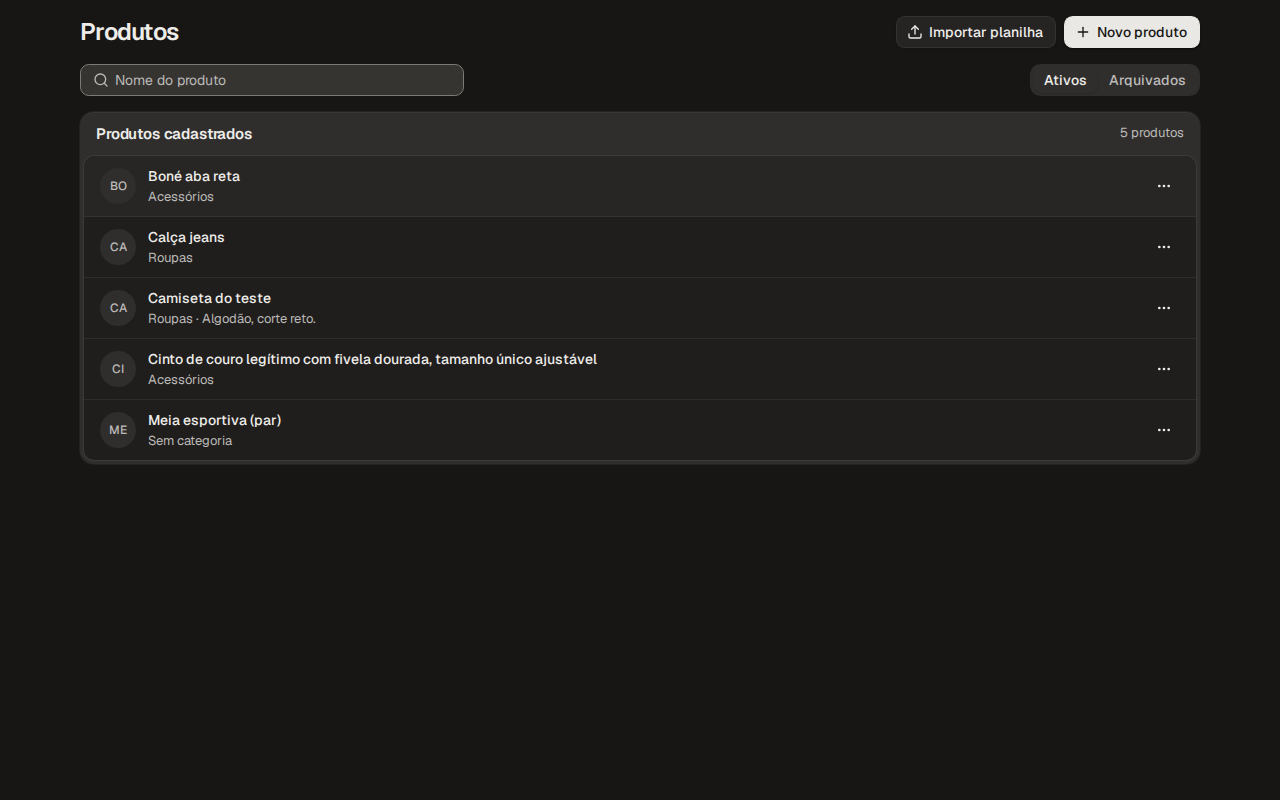 Produtos
Importar planilha
Novo produto
Nome do produto
Ativos
Arquivados
Produtos cadastrados
5 produtos
BO
Boné aba reta
Acessórios
CA
Calça jeans
Roupas
CA
Camiseta do teste
Roupas · Algodão, corte reto.
CI
Cinto de couro legítimo com fivela dourada, tamanho único ajustável
Acessórios
ME
Meia esportiva (par)
Sem categoria